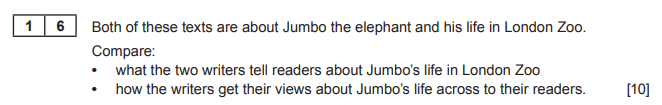 1 6 Both of these texts are about Jumbo the elephant and his life in London Zoo.
Compare:
• what the two writers tell readers about Jumbo's life in London Zoo
• how the writers get their views about Jumbo's life across to their readers. [10]